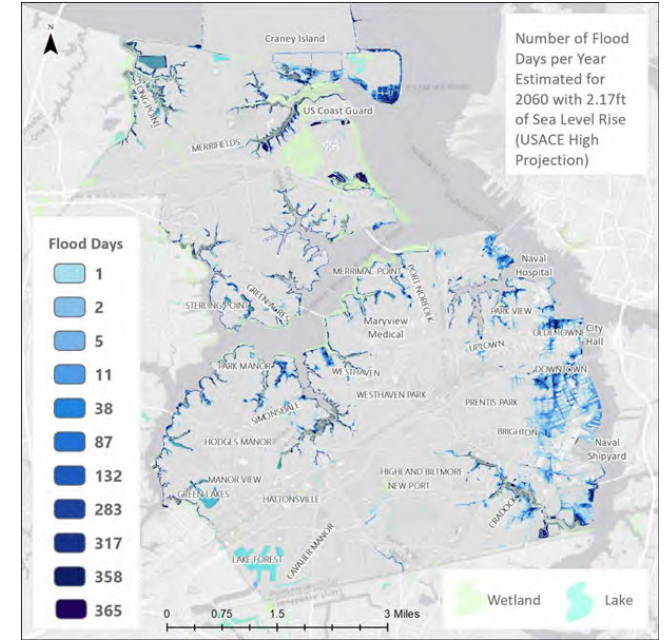 N
Craney Island
Number of Flood
Days per Year
Estimated for
2060 with 2.17ft
of Sea Level Rise
(USACE High
Projection)
LONG POINT
US Coast Guard
MERRIFIELDS
VIG
Flood Days
1
2
5
11
38
87
132
283
317
358
365
Naval
Hospital
MERRIMAC POINT
PORT NORFOLK
GREEN ACRES
STERLING POINT
PARK VIEW
Maryview
Medical
OLDE TOWNE
City
Hall
UPTOWN
PARK MANOR
WESTHAVEN
DOWNTOWN
WESTHAVEN PARK
PRENTIS PARK
SIMONSDALE
BRIGHTON
HODGES MANOR
Naval
Shipyard
HIGHLAND BILTMORE
MANOR VIEW
NEW PORT
GREEN LAKES
HATTONSVILLE
CRADOCK
CAVALIER MANOR
LAKE FOREST
Wetland
Lake
0 0.75 1.5 3 Miles